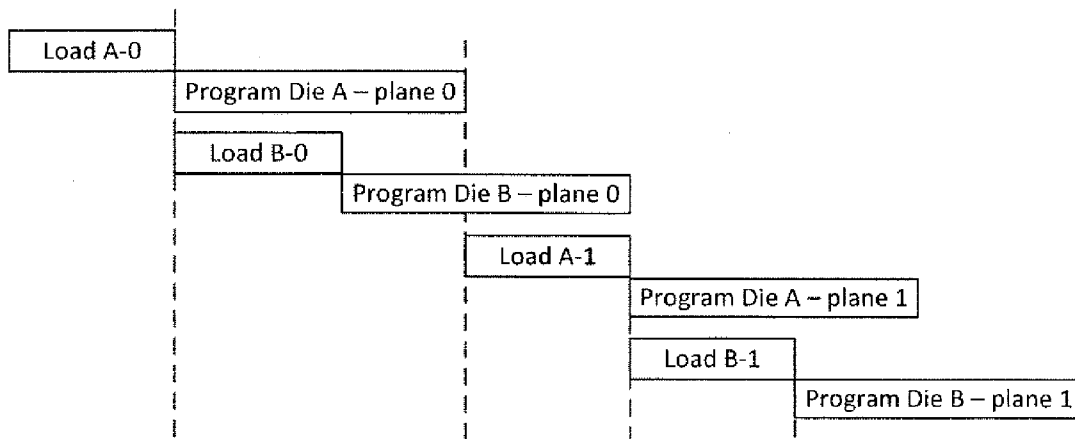 Load A-0
Program Die A – plane 0
Load B-0
Program Die B – plane 0
Load A-1
Program Die A – plane 1
Load B-1
Program Die B – plane 1